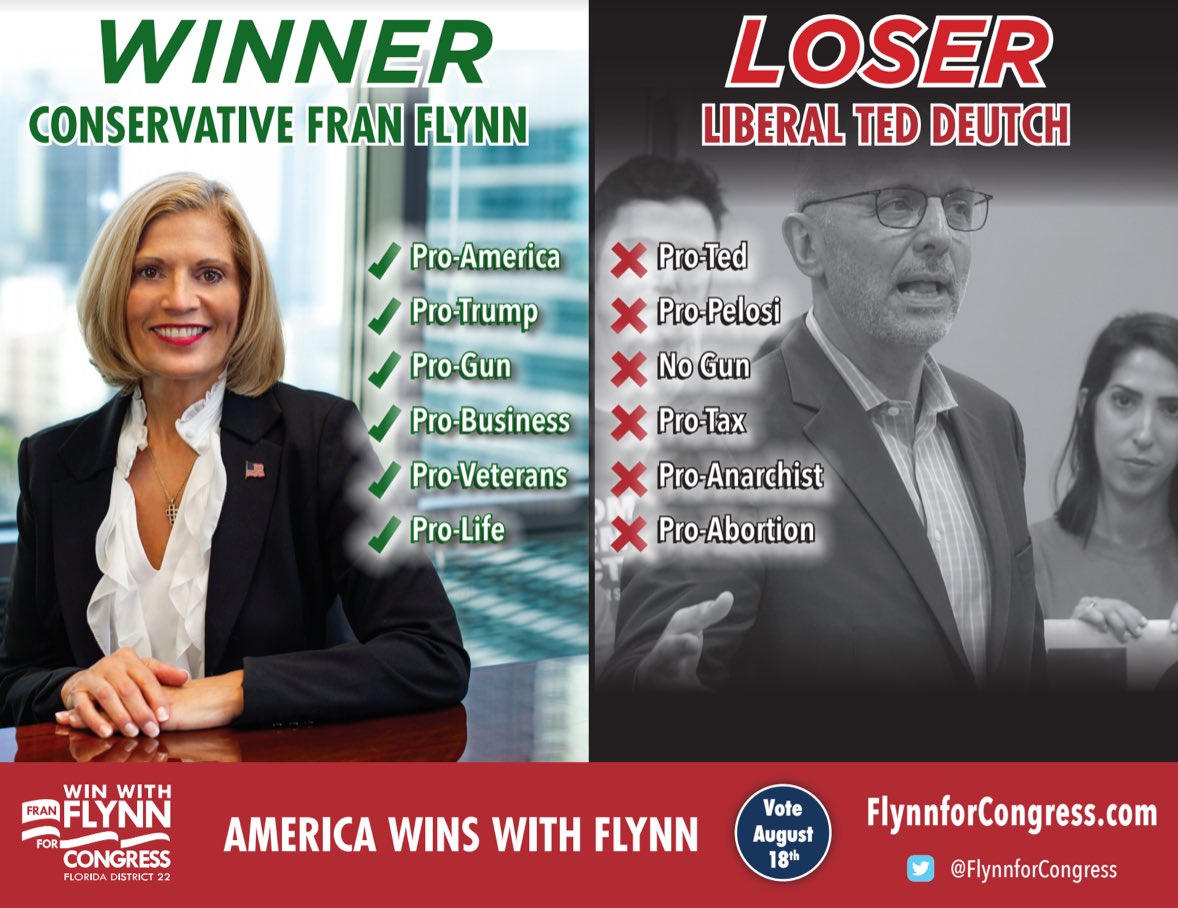 WINNER
CONSERVATIVE FRAN FLYNN
Pro-America
Pro-Trump
Pro-Gun
Pro-Business
Pro-Veterans
Pro-Life
LOSER
LIBERAL TED DEUTCH
Pro-Ted
Pro-Pelosi
No Gun
Pro-Tax
Pro-Anarchist
Pro-Abortion
WIN WITH
FRAN FLYNN
FOR CONGRESS
FLORIDA DISTRICT 22
AMERICA WINS WITH FLYNN
Vote
August
18th
FlynnforCongress.com
@FlynnforCongress